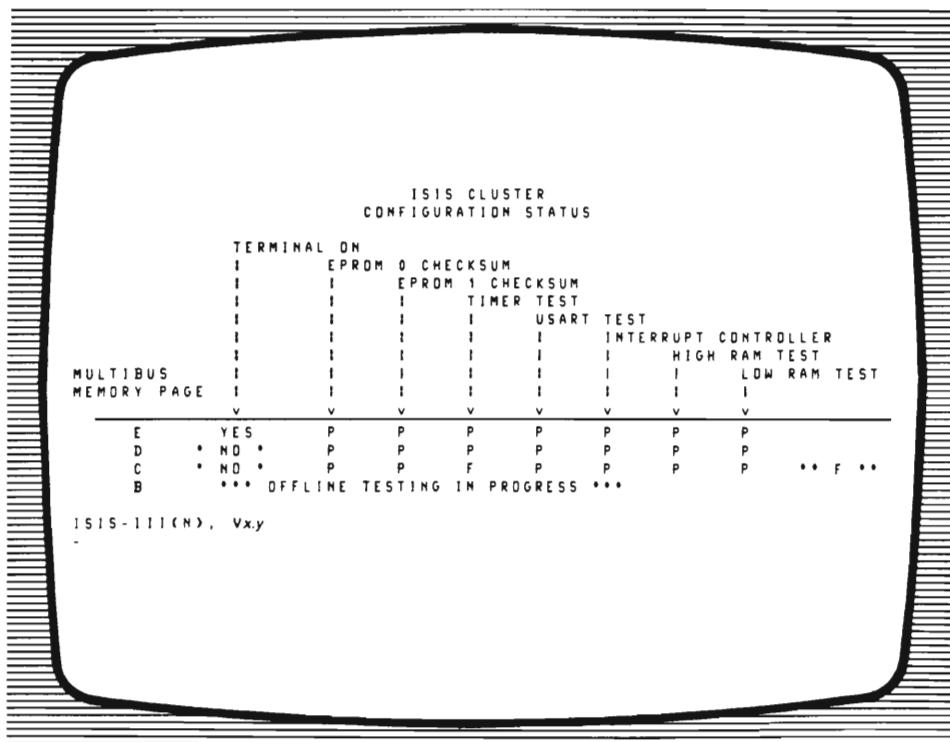 ISIS CLUSTER
CONFIGURATION STATUS
TERMINAL ON
EPROM 0 CHECKSUM
EPROM 1 CHECKSUM
TIMER TEST
USART TEST
INTERRUPT CONTROLLER
HIGH RAM TEST
MULTIBUS LOW RAM TEST
MEMORY PAGE
E YES P P P P P P P
D * NO * P P P P P P P
C * NO * P P F P P P P ** F **
B *** OFFLINE TESTING IN PROGRESS ***
ISIS-III(N), Vx.y
-